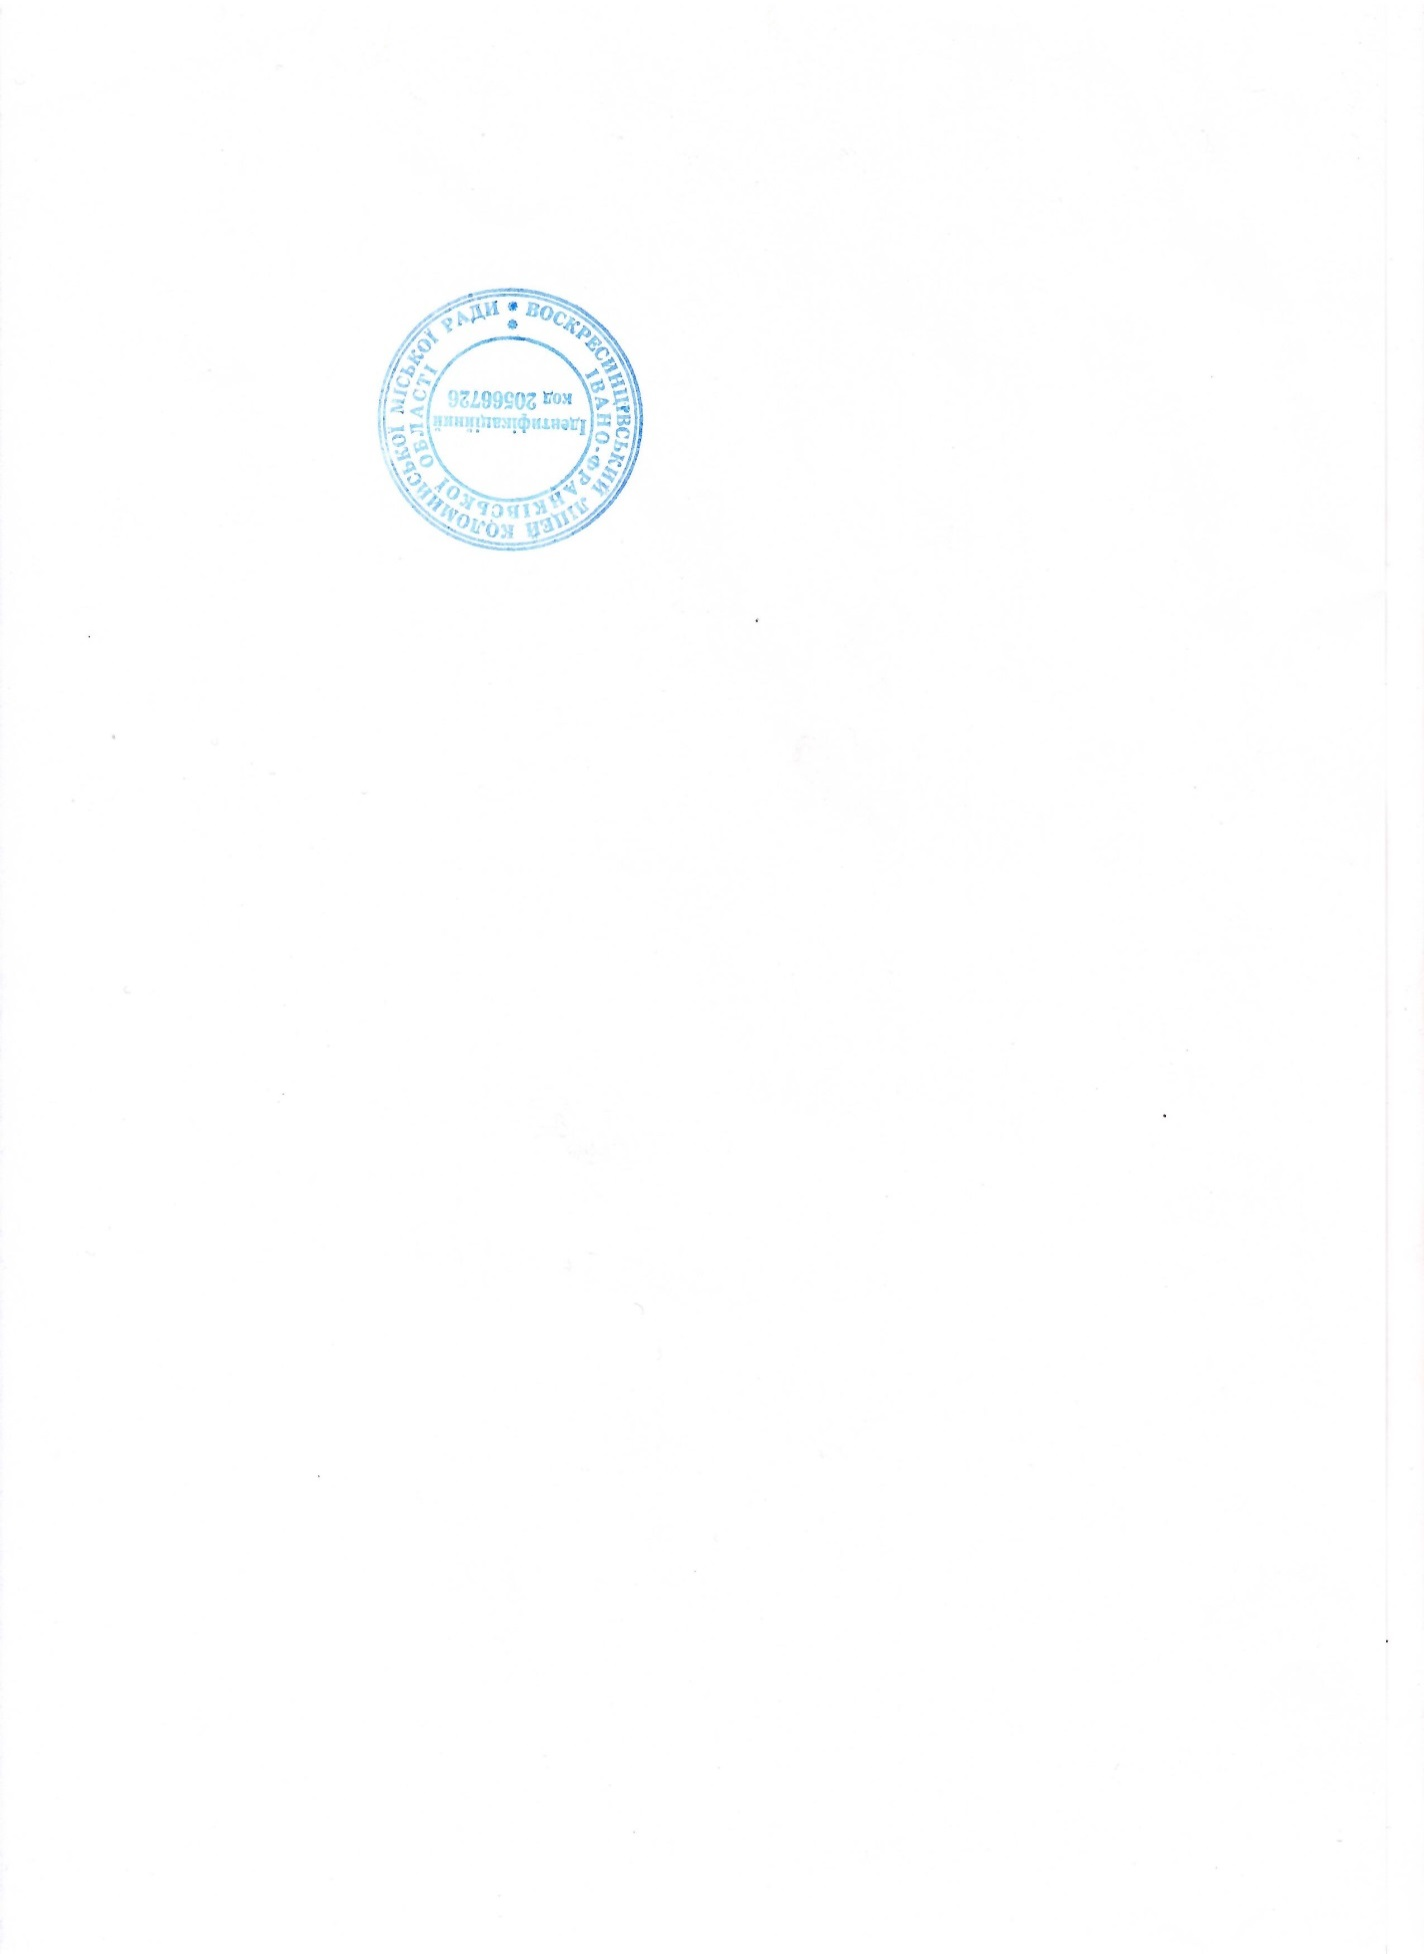 ВОСКРЕСИНЦІВСЬКИЙ ЛІЦЕЙ КОЛОМИЙСЬКОЇ МІСЬКОЇ РАДИ
ІВАНО-ФРАНКІВСЬКОЇ ОБЛАСТІ
Ідентифікаційний
код 20566726